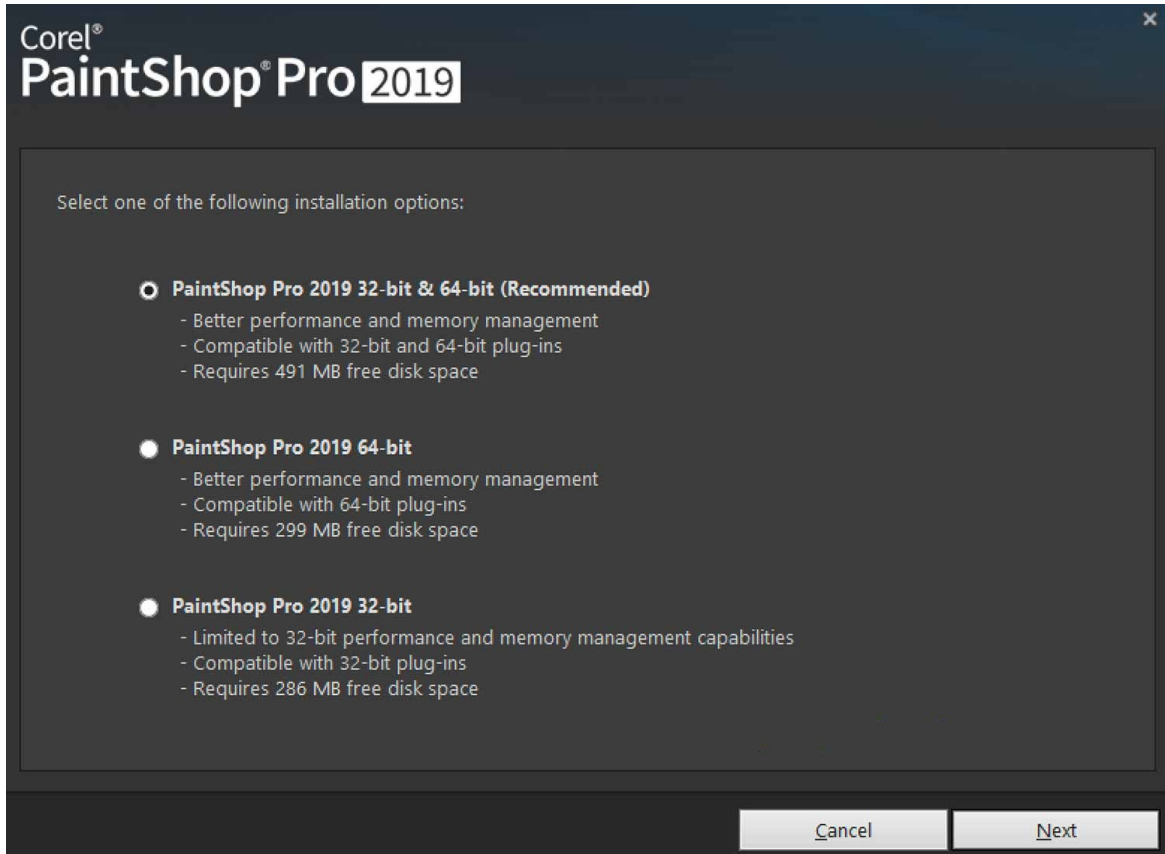 Corel®
PaintShop® Pro 2019
Select one of the following installation options:
PaintShop Pro 2019 32-bit & 64-bit (Recommended)
- Better performance and memory management
- Compatible with 32-bit and 64-bit plug-ins
- Requires 491 MB free disk space
PaintShop Pro 2019 64-bit
- Better performance and memory management
- Compatible with 64-bit plug-ins
- Requires 299 MB free disk space
PaintShop Pro 2019 32-bit
- Limited to 32-bit performance and memory management capabilities
- Compatible with 32-bit plug-ins
- Requires 286 MB free disk space
Cancel Next